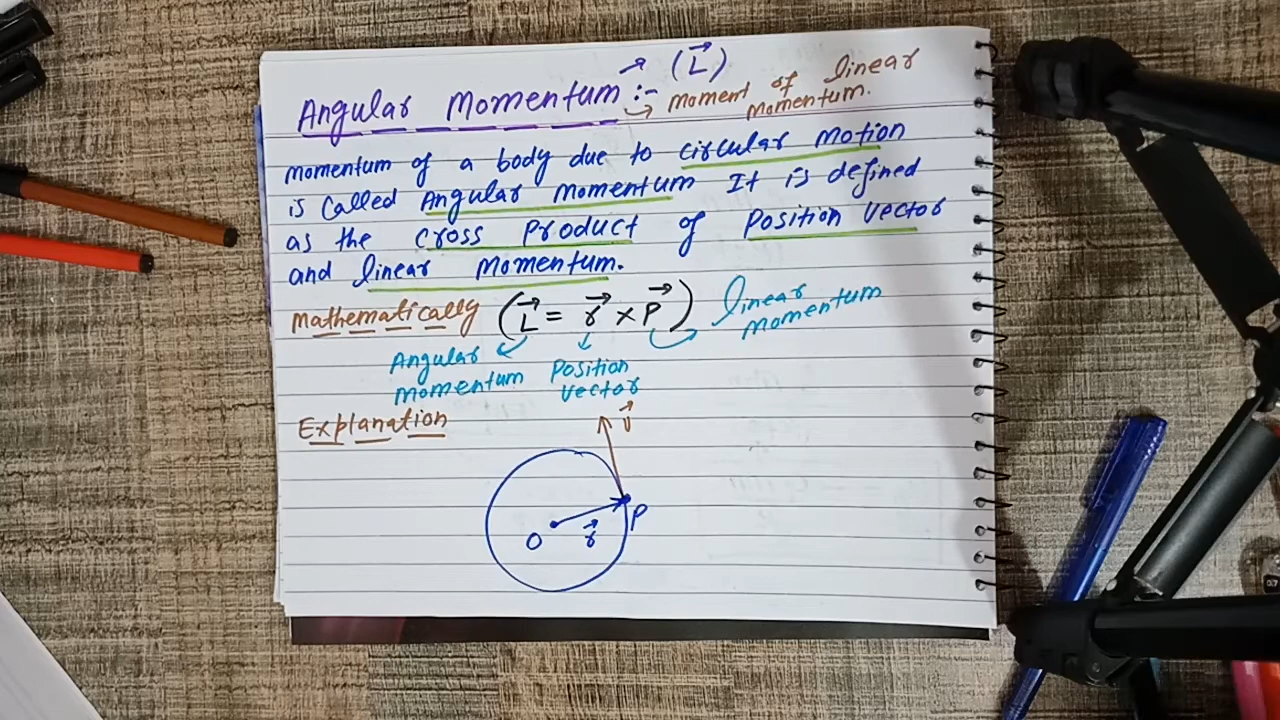 Angular Momentum :- → (L⃗)
↪ Moment of linear
Momentum.
momentum of a body due to circular Motion
is called Angular Momentum It is defined
as the cross Product of Position Vector
and linear Momentum.
Mathematically (L⃗ = r⃗ × P⃗) linear
momentum
Angular
momentum
Position
Vector
Explanation
v⃗
P
O
r⃗